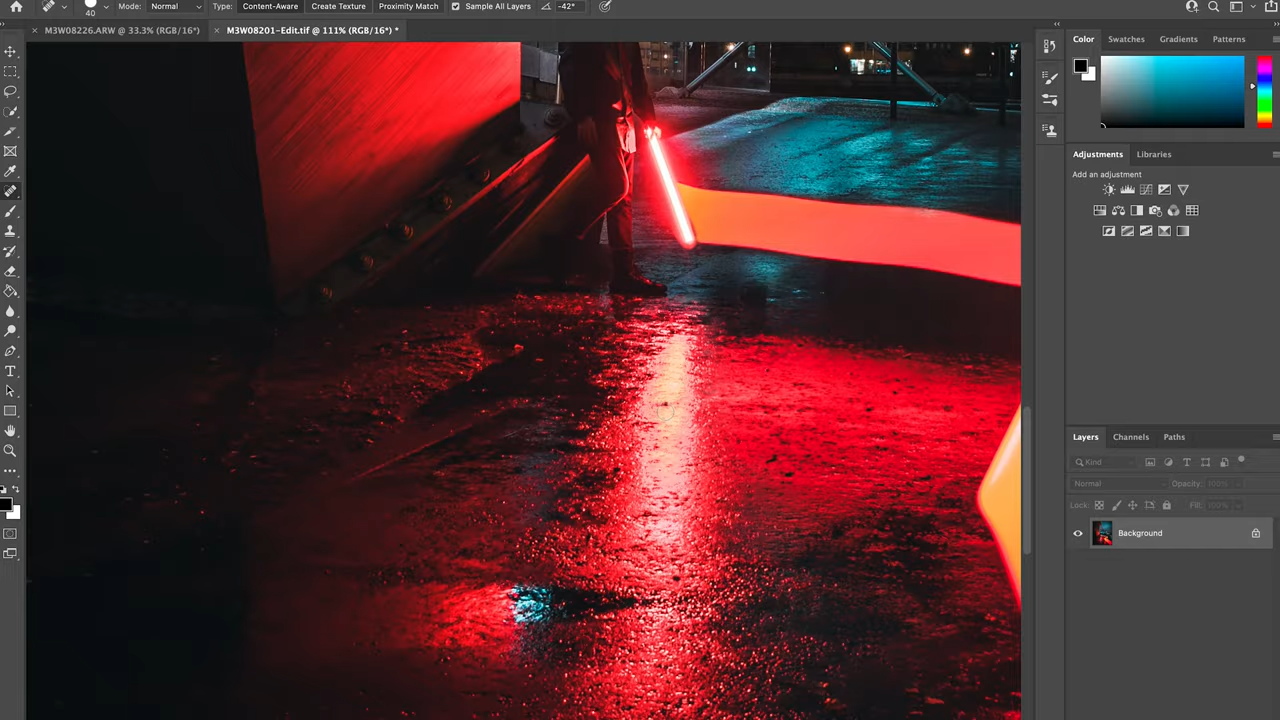 Mode: Normal Type: Content-Aware Create Texture Proximity Match Sample All Layers -42°
40
M3W08226.ARW @ 33.3% (RGB/16*) M3W08201-Edit.tif @ 111% (RGB/16*) *
Color Swatches Gradients Patterns
Adjustments Libraries
Add an adjustment
Layers Channels Paths
Kind
Normal Opacity: 100%
Lock: Fill: 100%
Background